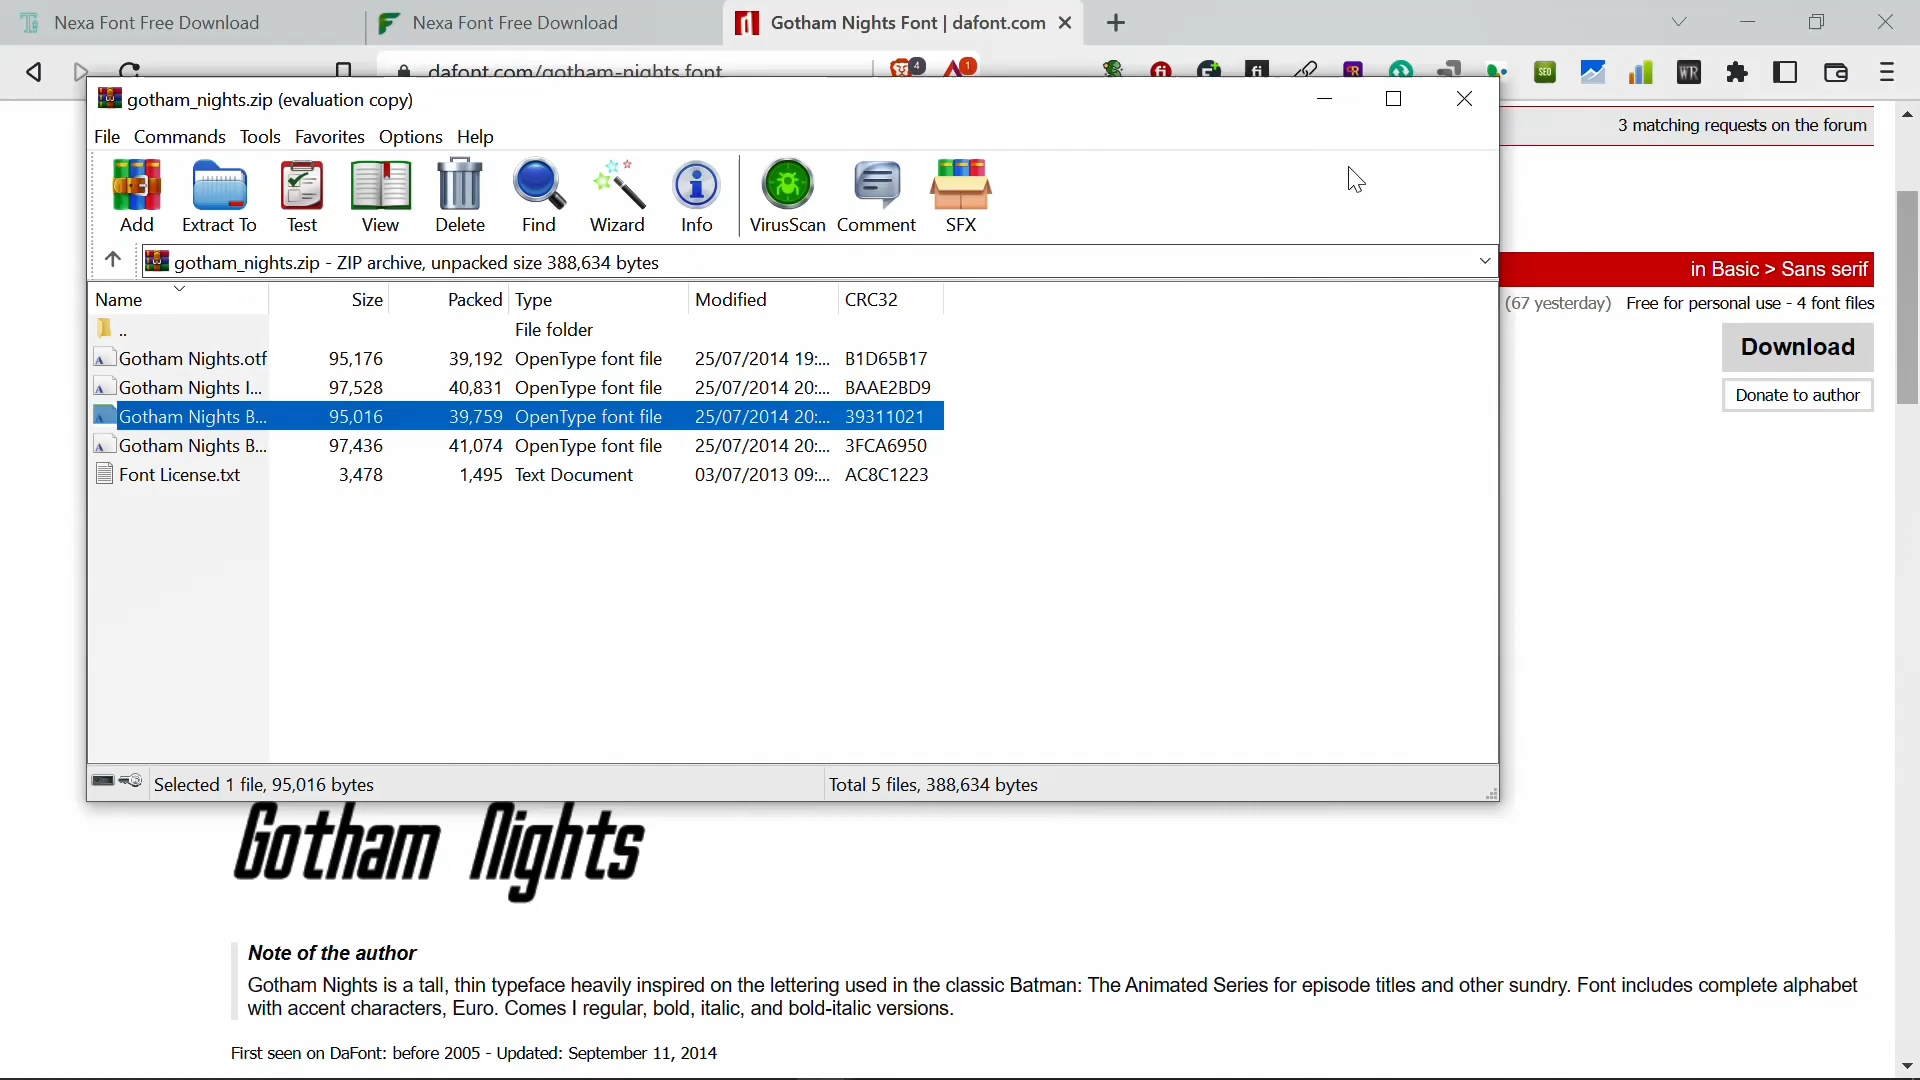 Nexa Font Free Download
Nexa Font Free Download
Gotham Nights Font | dafont.com
dafont.com/gotham-nights.font
4
1
SEO
WR
gotham_nights.zip (evaluation copy)
3 matching requests on the forum
File Commands Tools Favorites Options Help
Add Extract To Test View Delete Find Wizard Info VirusScan Comment SFX
gotham_nights.zip - ZIP archive, unpacked size 388,634 bytes
in Basic > Sans serif
Name Size Packed Type Modified CRC32
(67 yesterday) Free for personal use - 4 font files
.. File folder
Download
Gotham Nights.otf 95,176 39,192 OpenType font file 25/07/2014 19:... B1D65B17
Gotham Nights I... 97,528 40,831 OpenType font file 25/07/2014 20:... BAAE2BD9
Donate to author
Gotham Nights B... 95,016 39,759 OpenType font file 25/07/2014 20:... 39311021
Gotham Nights B... 97,436 41,074 OpenType font file 25/07/2014 20:... 3FCA6950
Font License.txt 3,478 1,495 Text Document 03/07/2013 09:... AC8C1223
Selected 1 file, 95,016 bytes
Total 5 files, 388,634 bytes
Gotham Nights
Note of the author
Gotham Nights is a tall, thin typeface heavily inspired on the lettering used in the classic Batman: The Animated Series for episode titles and other sundry. Font includes complete alphabet
with accent characters, Euro. Comes I regular, bold, italic, and bold-italic versions.
First seen on DaFont: before 2005 - Updated: September 11, 2014